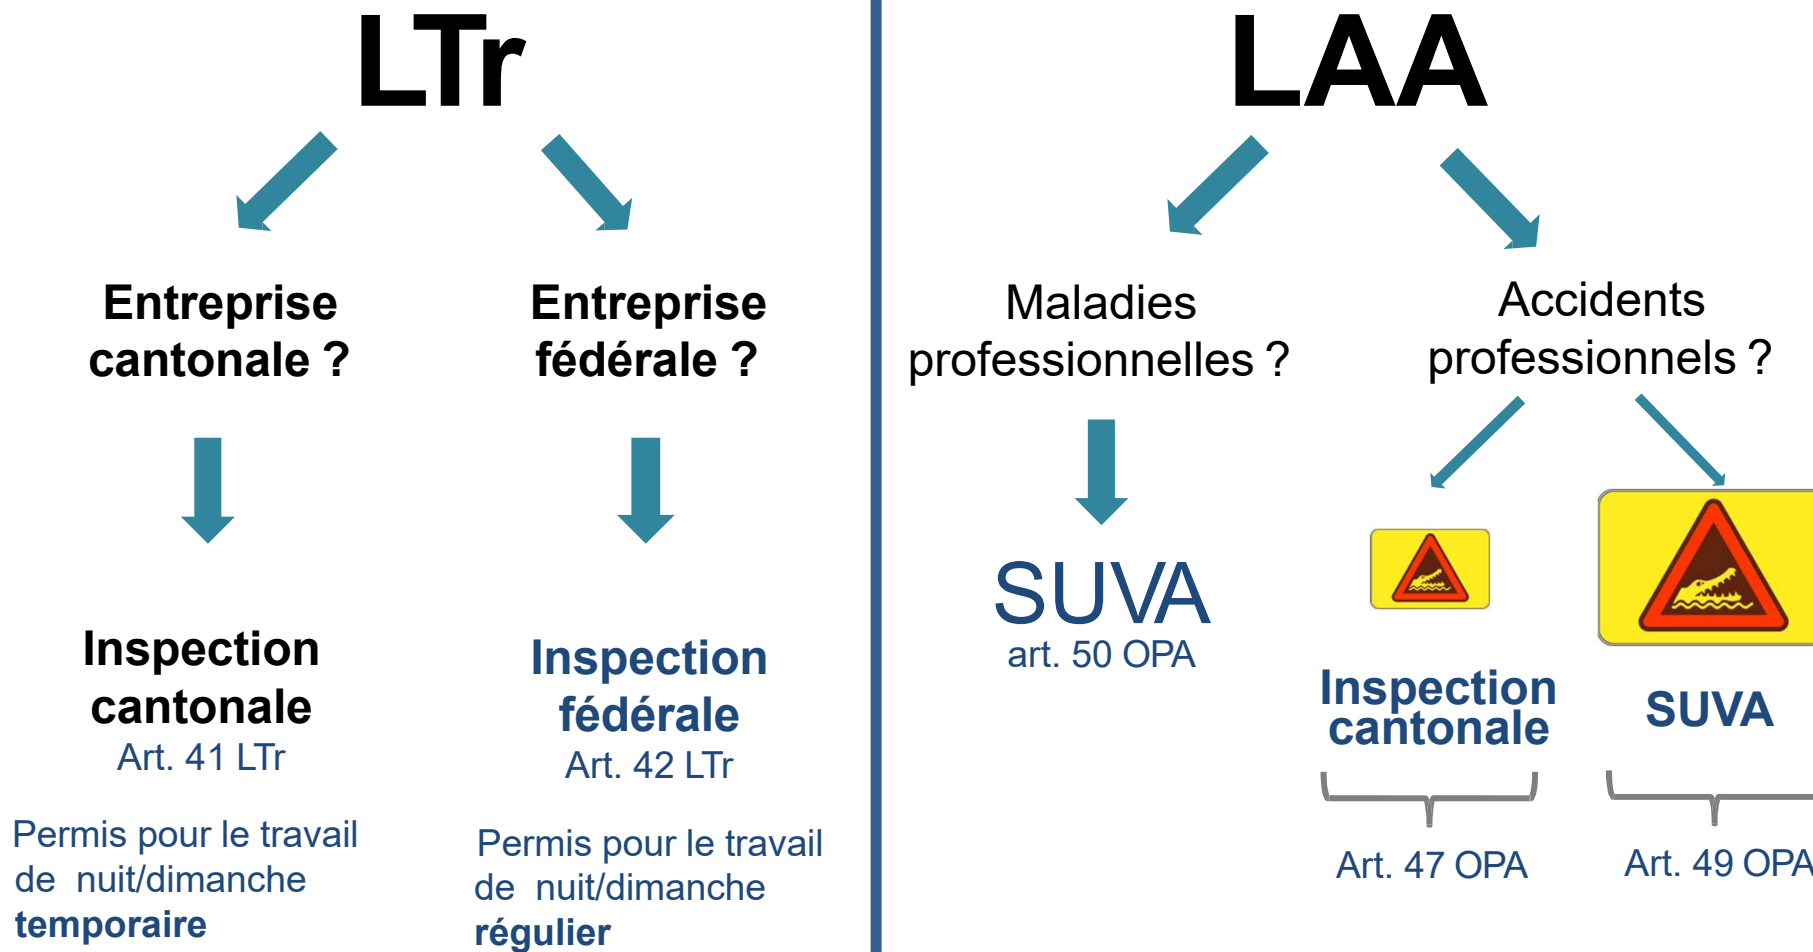 LTr
Entreprise
cantonale ?
Entreprise
fédérale ?
Inspection
cantonale
Art. 41 LTr
Inspection
fédérale
Art. 42 LTr
Permis pour le travail
de nuit/dimanche
temporaire
Permis pour le travail
de nuit/dimanche
régulier
LAA
Maladies
professionnelles ?
Accidents
professionnels ?
SUVA
art. 50 OPA
Inspection
cantonale
SUVA
Art. 47 OPA
Art. 49 OPA